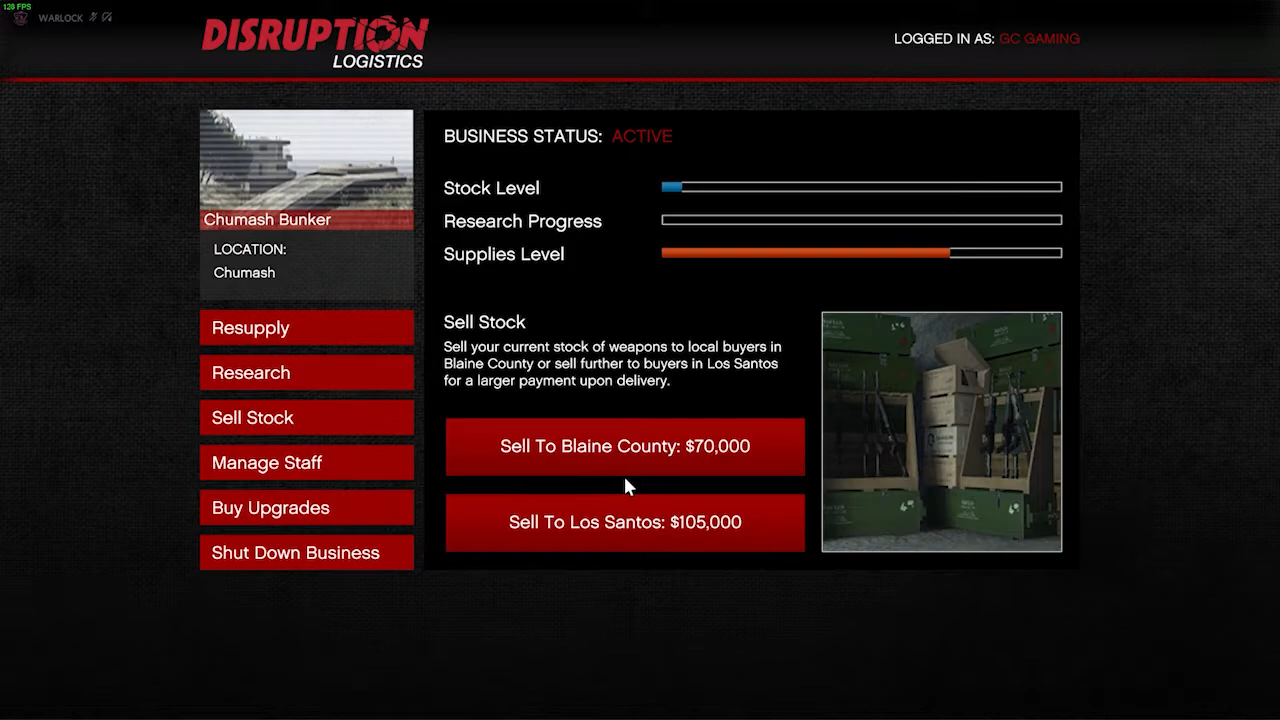 128 FPS
WARLOCK
DISRUPTION
LOGISTICS
LOGGED IN AS: GC GAMING
Chumash Bunker
LOCATION:
Chumash
Resupply
Research
Sell Stock
Manage Staff
Buy Upgrades
Shut Down Business
BUSINESS STATUS: ACTIVE
Stock Level
Research Progress
Supplies Level
Sell Stock
Sell your current stock of weapons to local buyers in
Blaine County or sell further to buyers in Los Santos
for a larger payment upon delivery.
Sell To Blaine County: $70,000
Sell To Los Santos: $105,000